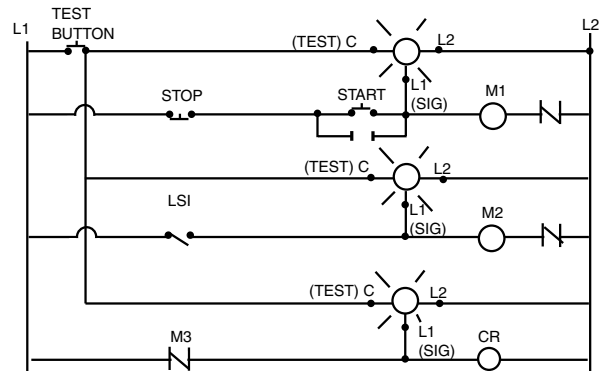 L1
TEST
BUTTON
L2
(TEST) C
L2
L1
(SIG)
STOP
START
M1
(TEST) C
L2
L1
(SIG)
LSI
M2
(TEST) C
L2
L1
(SIG)
M3
CR